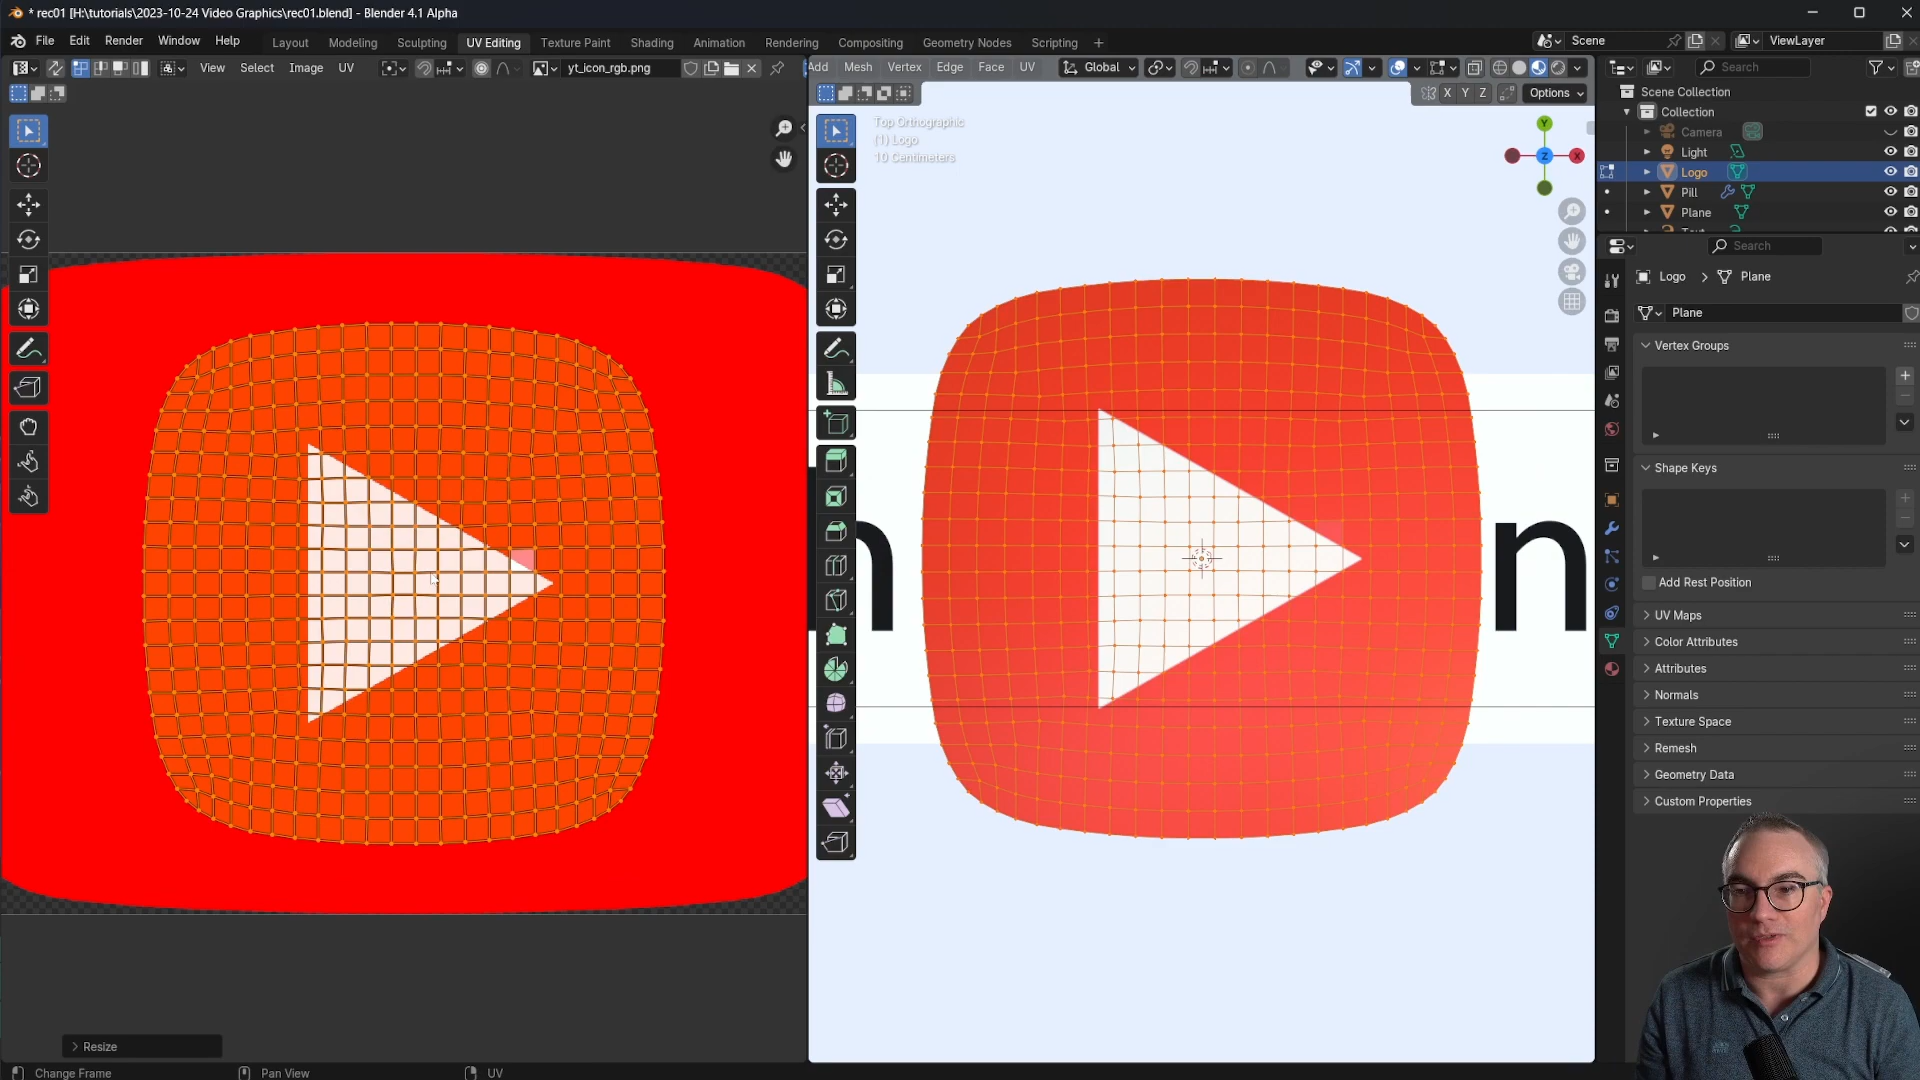 * rec01 [H:\tutorials\2023-10-24 Video Graphics\rec01.blend] - Blender 4.1 Alpha
File Edit Render Window Help
Layout Modeling Sculpting UV Editing Texture Paint Shading Animation Rendering Compositing Geometry Nodes Scripting +
Scene
ViewLayer
View Select Image UV
yt_icon_rgb.png
Add Mesh Vertex Edge Face UV
Global
X Y Z
Options
Search
Scene Collection
Collection
Camera
Light
Logo
Pill
Plane
Top Orthographic
(1) Logo
10 Centimeters
Y
Z
X
n
n
Search
Logo > Plane
Plane
Vertex Groups
Shape Keys
Add Rest Position
UV Maps
Color Attributes
Attributes
Normals
Texture Space
Remesh
Geometry Data
Custom Properties
> Resize
Change Frame
Pan View
UV